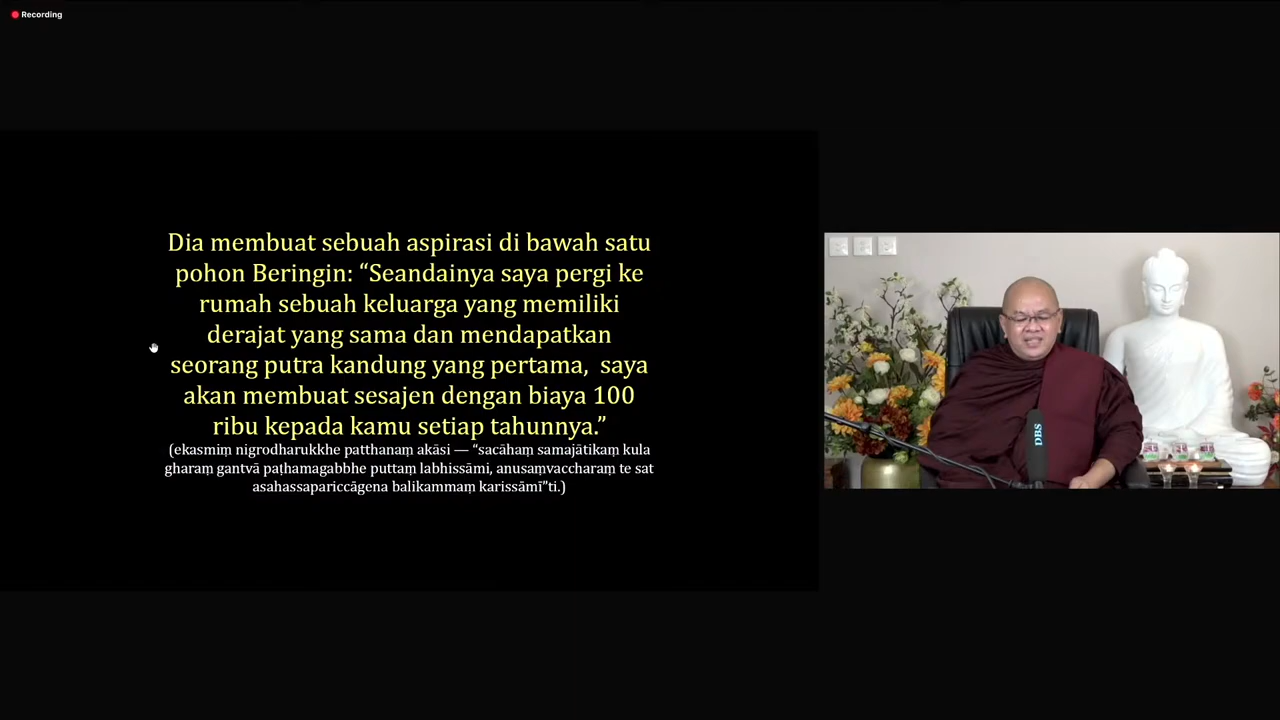 Recording
Dia membuat sebuah aspirasi di bawah satu
pohon Beringin: “Seandainya saya pergi ke
rumah sebuah keluarga yang memiliki
derajat yang sama dan mendapatkan
seorang putra kandung yang pertama,  saya
akan membuat sesajen dengan biaya 100
ribu kepada kamu setiap tahunnya.”
(ekasmiṃ nigrodharukkhe patthanaṃ akāsi — “sacāhaṃ samajātikaṃ kula
gharaṃ gantvā paṭhamagabbhe puttaṃ labhissāmi, anusaṃvaccharaṃ te sat
asahassapariccāgena balikammaṃ karissāmī”ti.)
DBS